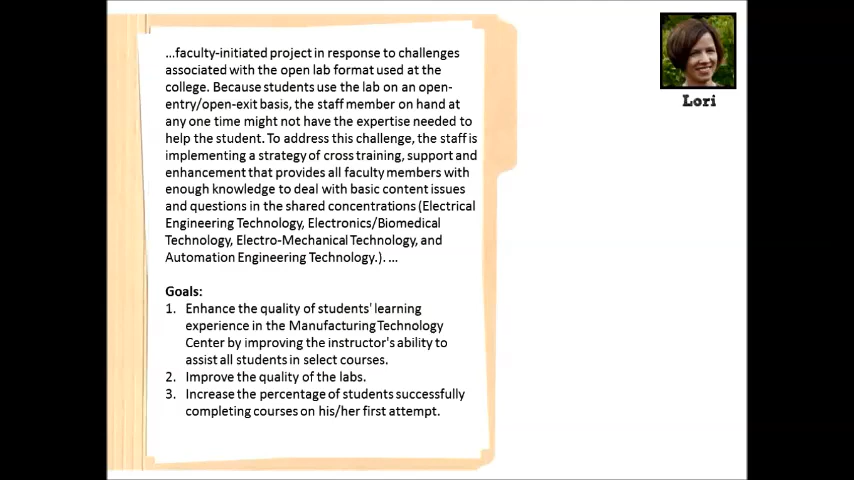 ...faculty-initiated project in response to challenges
associated with the open lab format used at the
college. Because students use the lab on an open-
entry/open-exit basis, the staff member on hand at
any one time might not have the expertise needed to
help the student. To address this challenge, the staff is
implementing a strategy of cross training, support and
enhancement that provides all faculty members with
enough knowledge to deal with basic content issues
and questions in the shared concentrations (Electrical
Engineering Technology, Electronics/Biomedical
Technology, Electro-Mechanical Technology, and
Automation Engineering Technology.). ...
Goals:
1. Enhance the quality of students' learning
experience in the Manufacturing Technology
Center by improving the instructor's ability to
assist all students in select courses.
2. Improve the quality of the labs.
3. Increase the percentage of students successfully
completing courses on his/her first attempt.
Lori